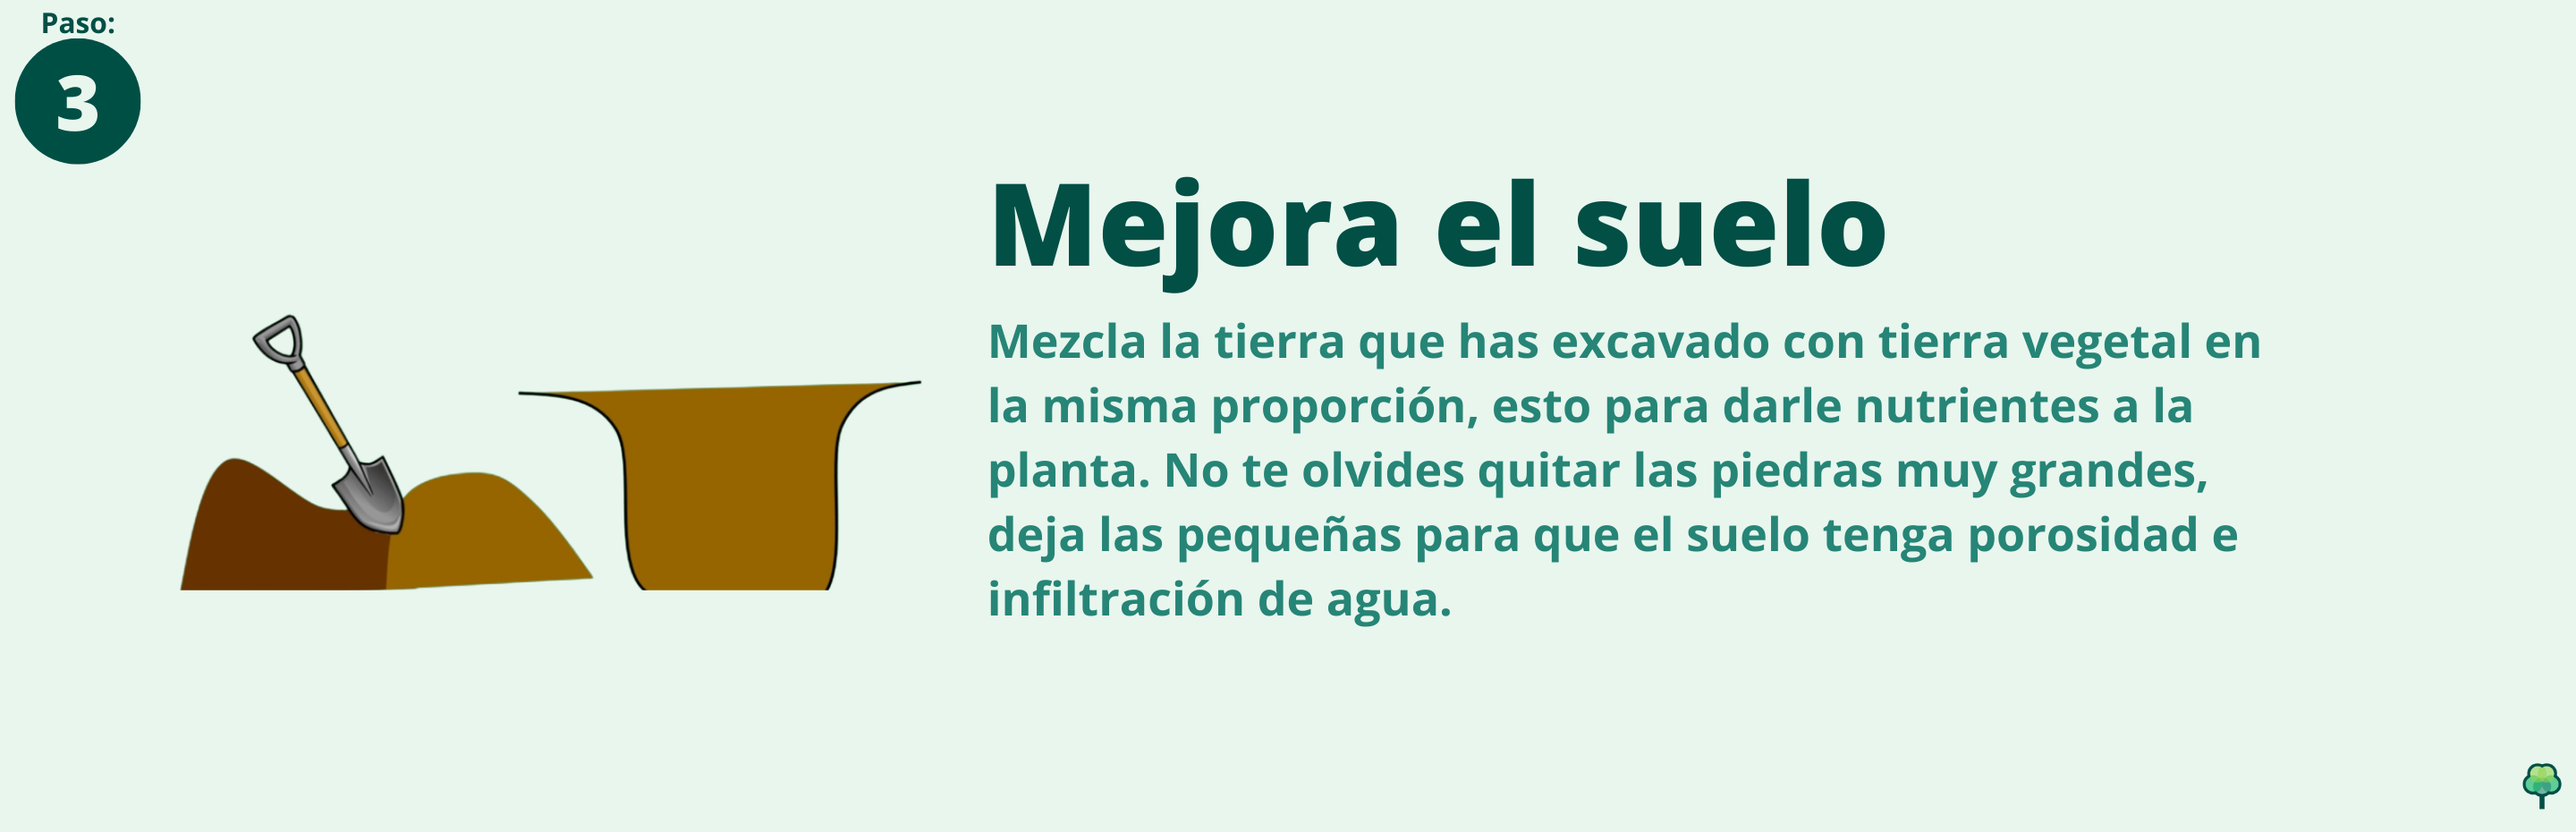 Paso:
3
Mejora el suelo
Mezcla la tierra que has excavado con tierra vegetal en
la misma proporción, esto para darle nutrientes a la
planta. No te olvides quitar las piedras muy grandes,
deja las pequeñas para que el suelo tenga porosidad e
infiltración de agua.